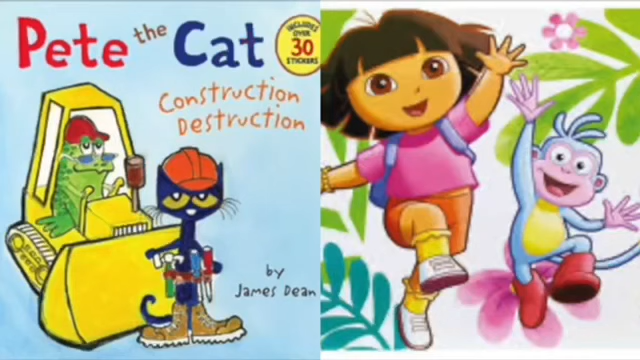 Pete the Cat
INCLUDES
OVER
30
STICKERS
Construction
Destruction
by
James Dean